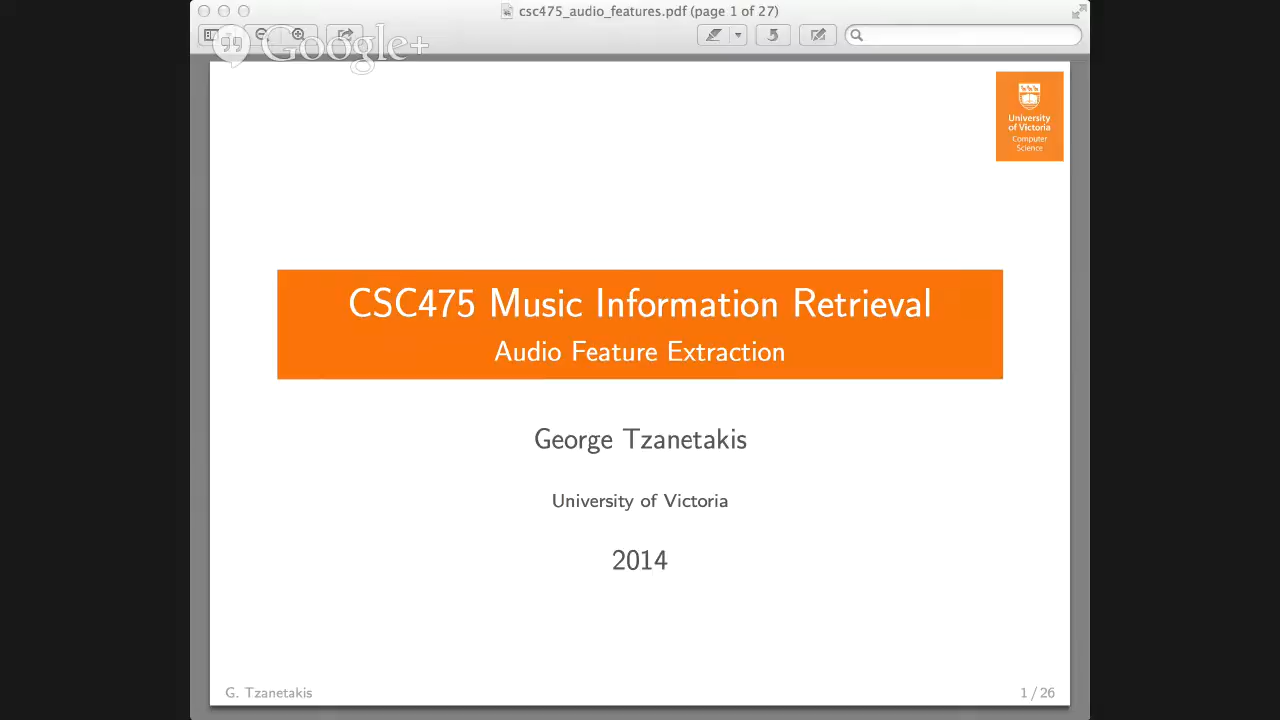 csc475_audio_features.pdf (page 1 of 27)
Google+
University
of Victoria
Computer
Science
CSC475 Music Information Retrieval
Audio Feature Extraction
George Tzanetakis
University of Victoria
2014
G. Tzanetakis
1 / 26